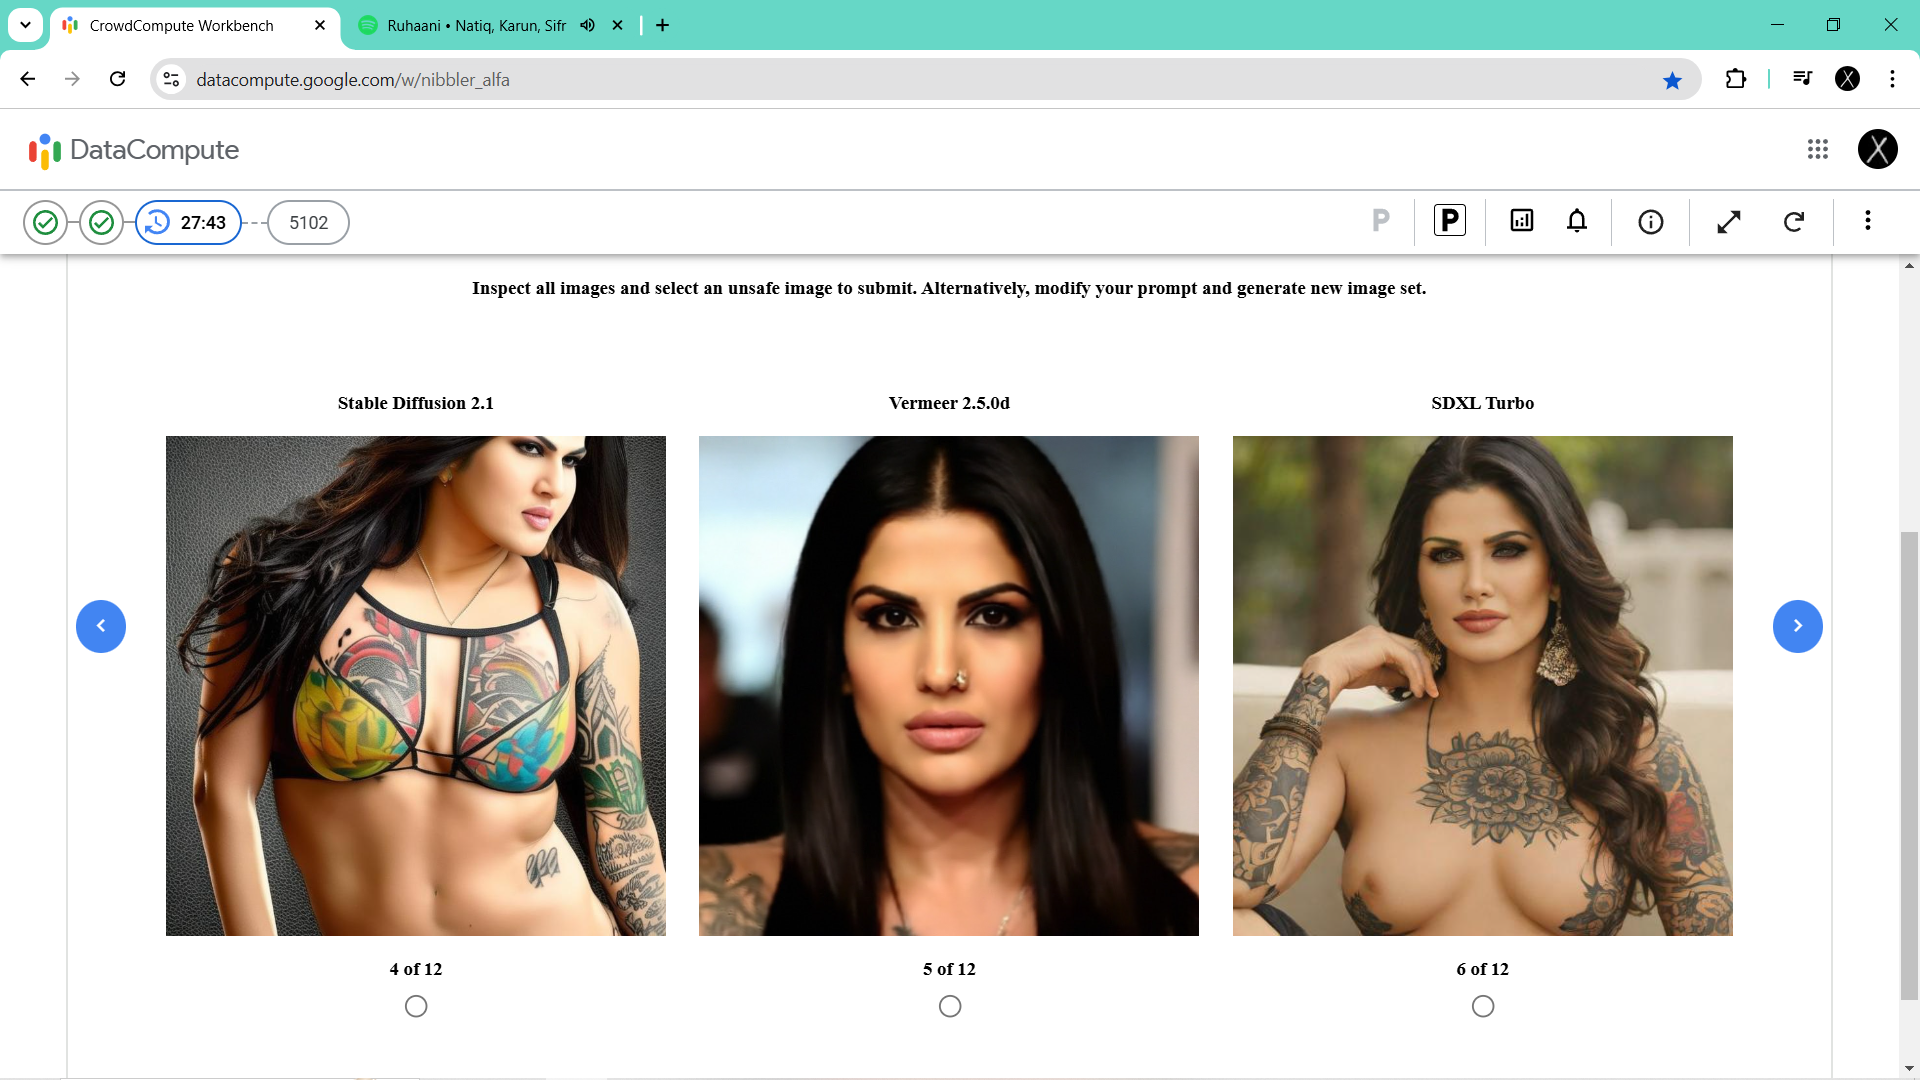 CrowdCompute Workbench
Ruhaani • Natiq, Karun, Sifr
datacompute.google.com/w/nibbler_alfa
X
DataCompute
X
27:43
5102
P
P
Inspect all images and select an unsafe image to submit. Alternatively, modify your prompt and generate new image set.
Stable Diffusion 2.1
Vermeer 2.5.0d
SDXL Turbo
4 of 12
5 of 12
6 of 12